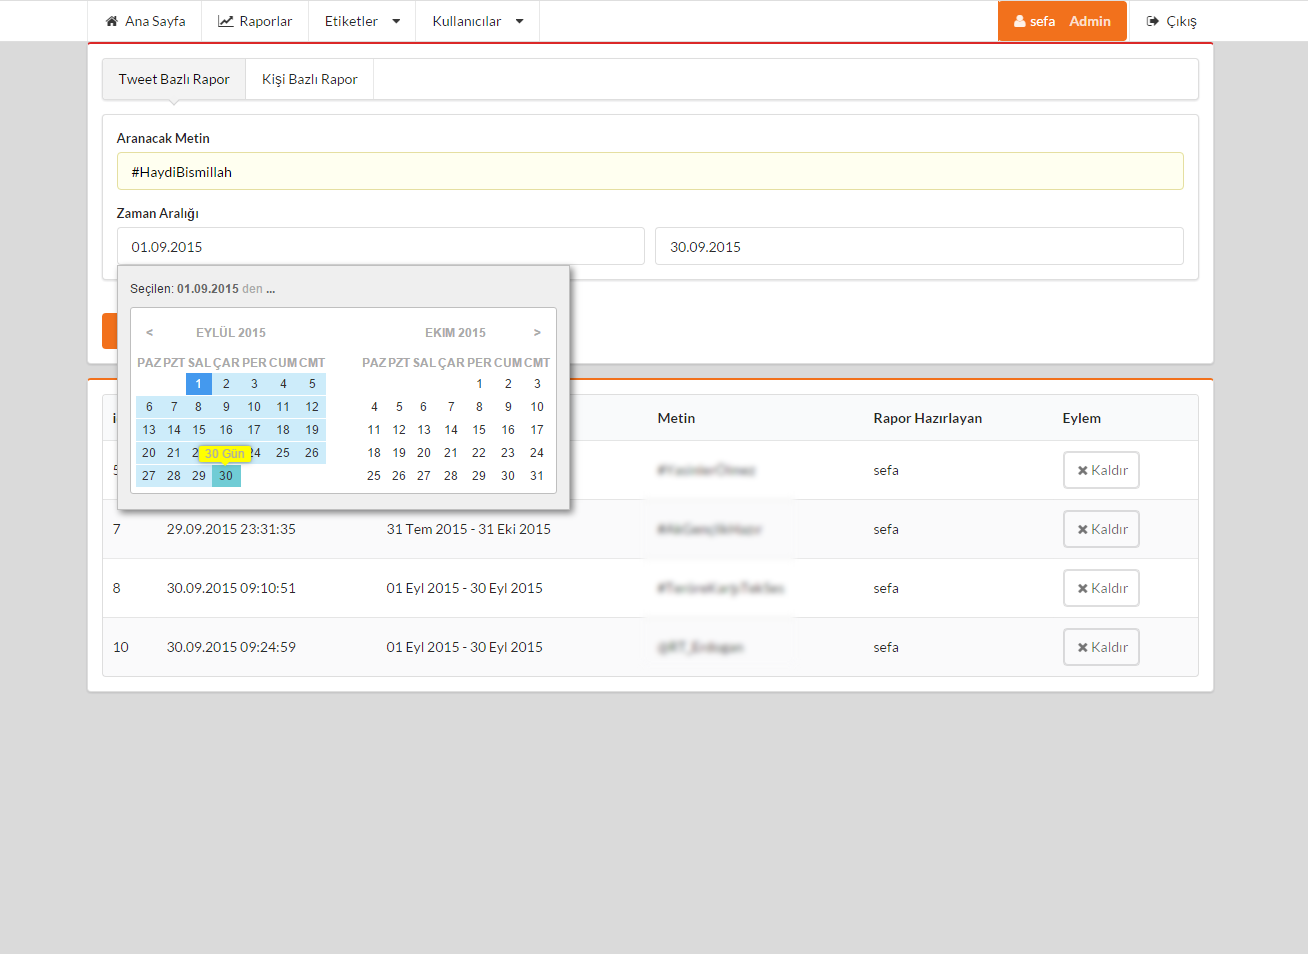 Ana Sayfa Raporlar Etiketler Kullanıcılar sefa Admin Çıkış
Tweet Bazlı Rapor Kişi Bazlı Rapor
Aranacak Metin
#HaydiBismillah
Zaman Aralığı
01.09.2015 30.09.2015
Seçilen: 01.09.2015 den ...
< EYLÜL 2015 EKIM 2015 >
PAZ PZT SAL ÇAR PER CUM CMT PAZ PZT SAL ÇAR PER CUM CMT
1 2 3 4 5 1 2 3
6 7 8 9 10 11 12 4 5 6 7 8 9 10
13 14 15 16 17 18 19 11 12 13 14 15 16 17
20 21 30 Gün 25 26 18 19 20 21 22 23 24
27 28 29 30 25 26 27 28 29 30 31
Metin Rapor Hazırlayan Eylem
sefa Kaldır
7 29.09.2015 23:31:35 31 Tem 2015 - 31 Eki 2015 sefa Kaldır
8 30.09.2015 09:10:51 01 Eyl 2015 - 30 Eyl 2015 sefa Kaldır
10 30.09.2015 09:24:59 01 Eyl 2015 - 30 Eyl 2015 sefa Kaldır